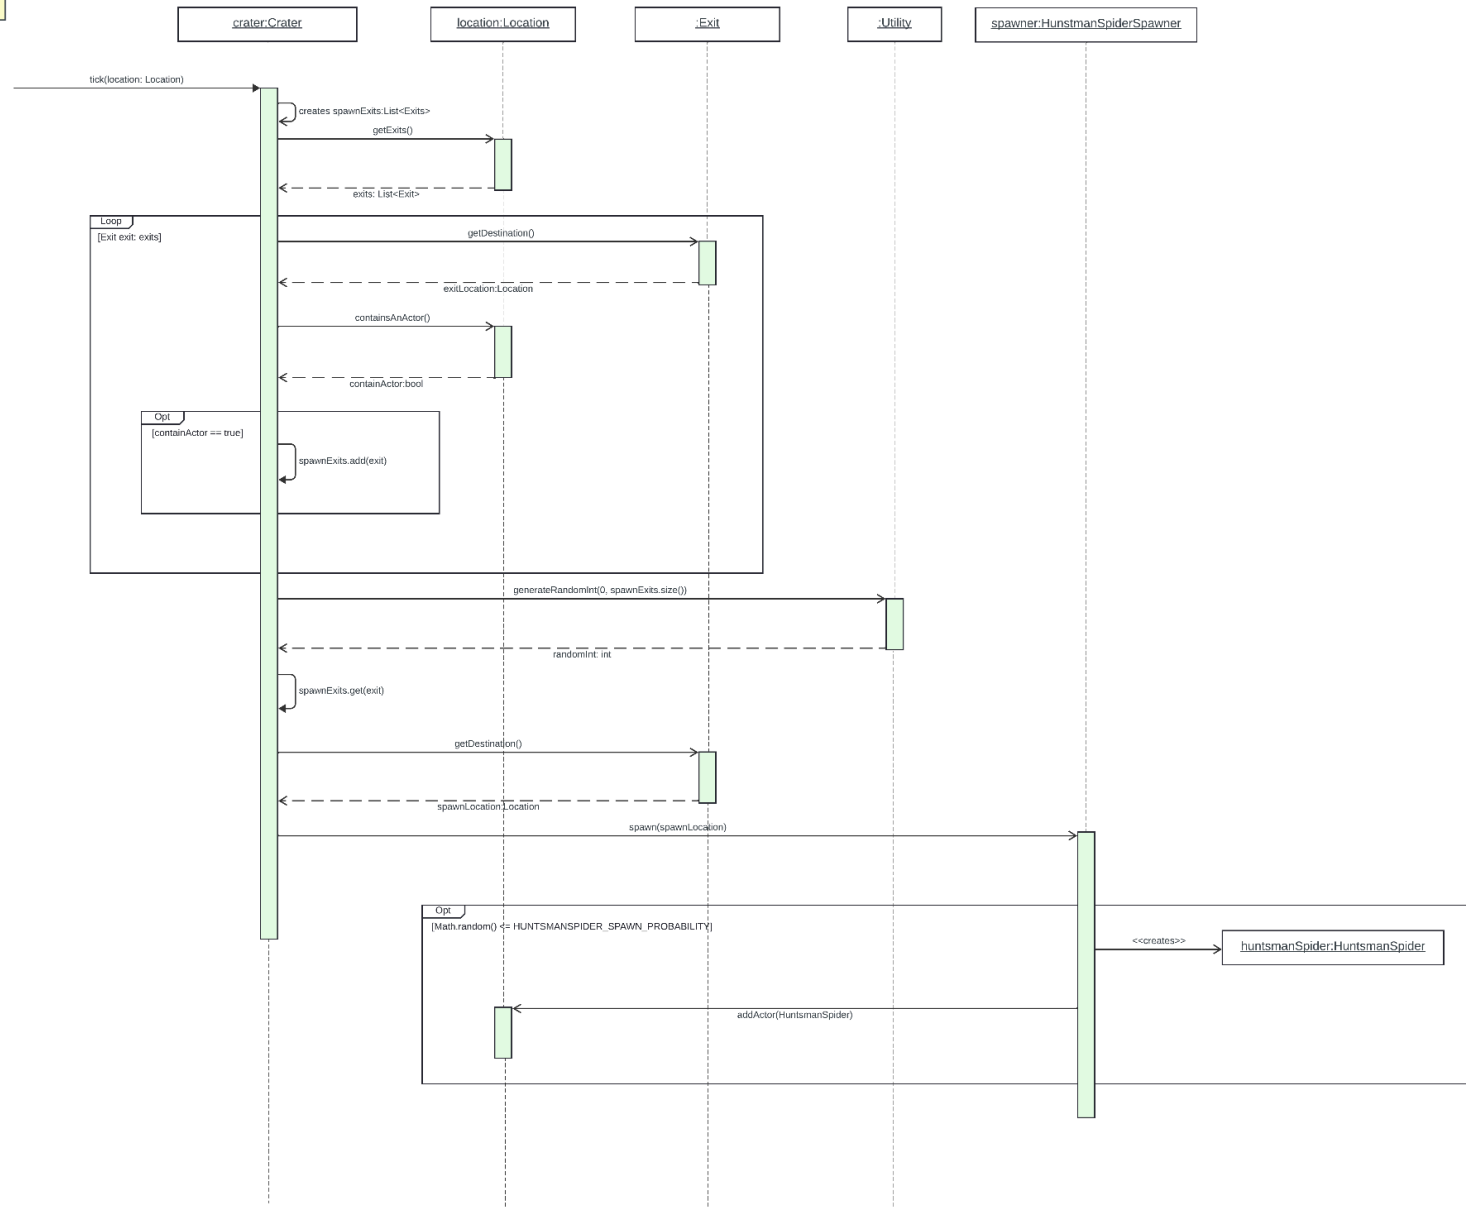 crater:Crater
location:Location
:Exit
:Utility
spawner:HunstmanSpiderSpawner
tick(location: Location)
creates spawnExits:List<Exits>
getExits()
exits: List<Exit>
Loop
[Exit exit: exits]
getDestination()
exitLocation:Location
containsAnActor()
containActor:bool
Opt
[containActor == true]
spawnExits.add(exit)
generateRandomInt(0, spawnExits.size())
randomInt: int
spawnExits.get(exit)
getDestination()
spawnLocation:Location
spawn(spawnLocation)
Opt
[Math.random() <= HUNTSMANSPIDER_SPAWN_PROBABILITY]
<<creates>>
huntsmanSpider:HuntsmanSpider
addActor(HuntsmanSpider)